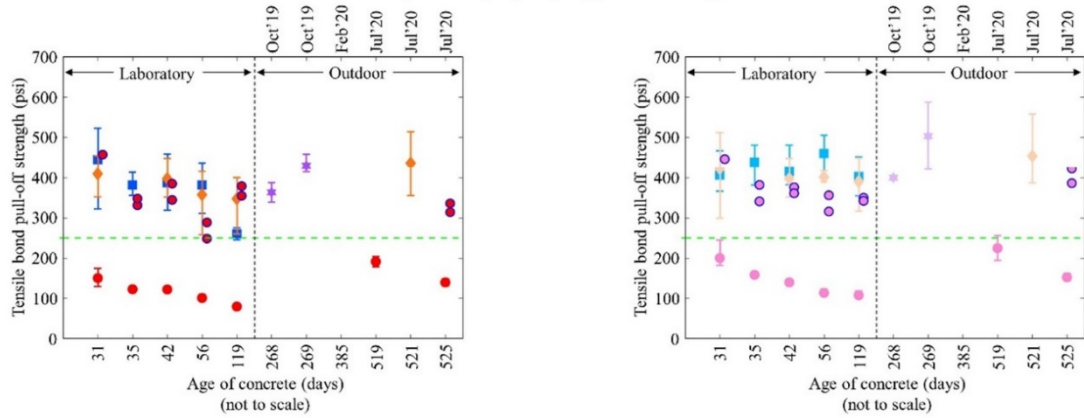 Oct'19
Oct'19
Feb'20
Jul'20
Jul'20
Jul'20
700
600
500
400
300
200
100
0
Tensile bond pull-off strength (psi)
Laboratory
Outdoor
31
35
42
56
119
268
269
385
519
521
525
Age of concrete (days)
(not to scale)
Oct'19
Oct'19
Feb'20
Jul'20
Jul'20
Jul'20
700
600
500
400
300
200
100
0
Tensile bond pull-off strength (psi)
Laboratory
Outdoor
31
35
42
56
119
268
269
385
519
521
525
Age of concrete (days)
(not to scale)